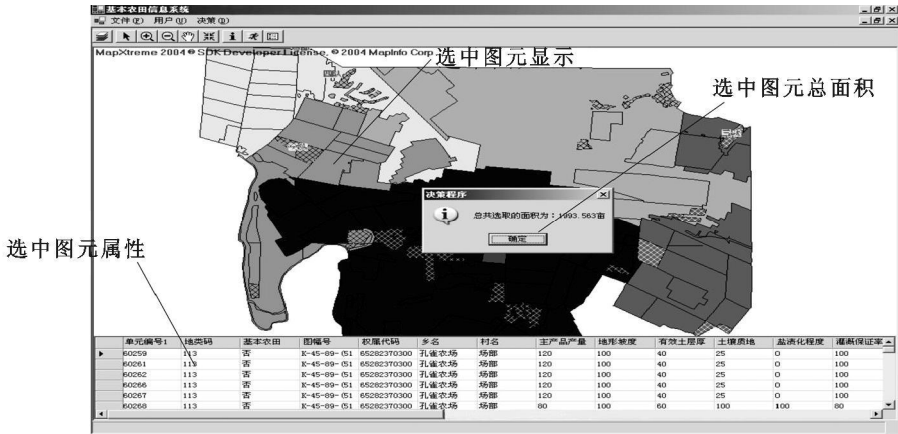 基本农田信息系统
文件(F) 用户(U) 决策(D)
MapXtreme 2004 ® SDK Developer License. © 2004 MapInfo Corp
选中图元显示
选中图元总面积
决策程序
总共选取的面积为：1993.563亩
确定
选中图元属性
单元编号1 地类码 基本农田 图幅号 权属代码 乡名 村名 主产品产量 地形坡度 有效土层厚 土壤质地 盐渍化程度 灌溉保证率
60259 113 否 K-45-89-(51 65282370300 孔雀农场 场部 120 100 40 25 0 100
60261 113 否 K-45-89-(51 65282370300 孔雀农场 场部 120 100 40 25 0 100
60262 113 否 K-45-89-(51 65282370300 孔雀农场 场部 120 100 40 25 0 100
60266 113 否 K-45-89-(51 65282370300 孔雀农场 场部 120 100 40 25 0 100
60267 113 否 K-45-89-(51 65282370300 孔雀农场 场部 120 100 40 25 0 100
60268 113 否 K-45-89-(51 65282370300 孔雀农场 场部 80 100 60 100 100 80